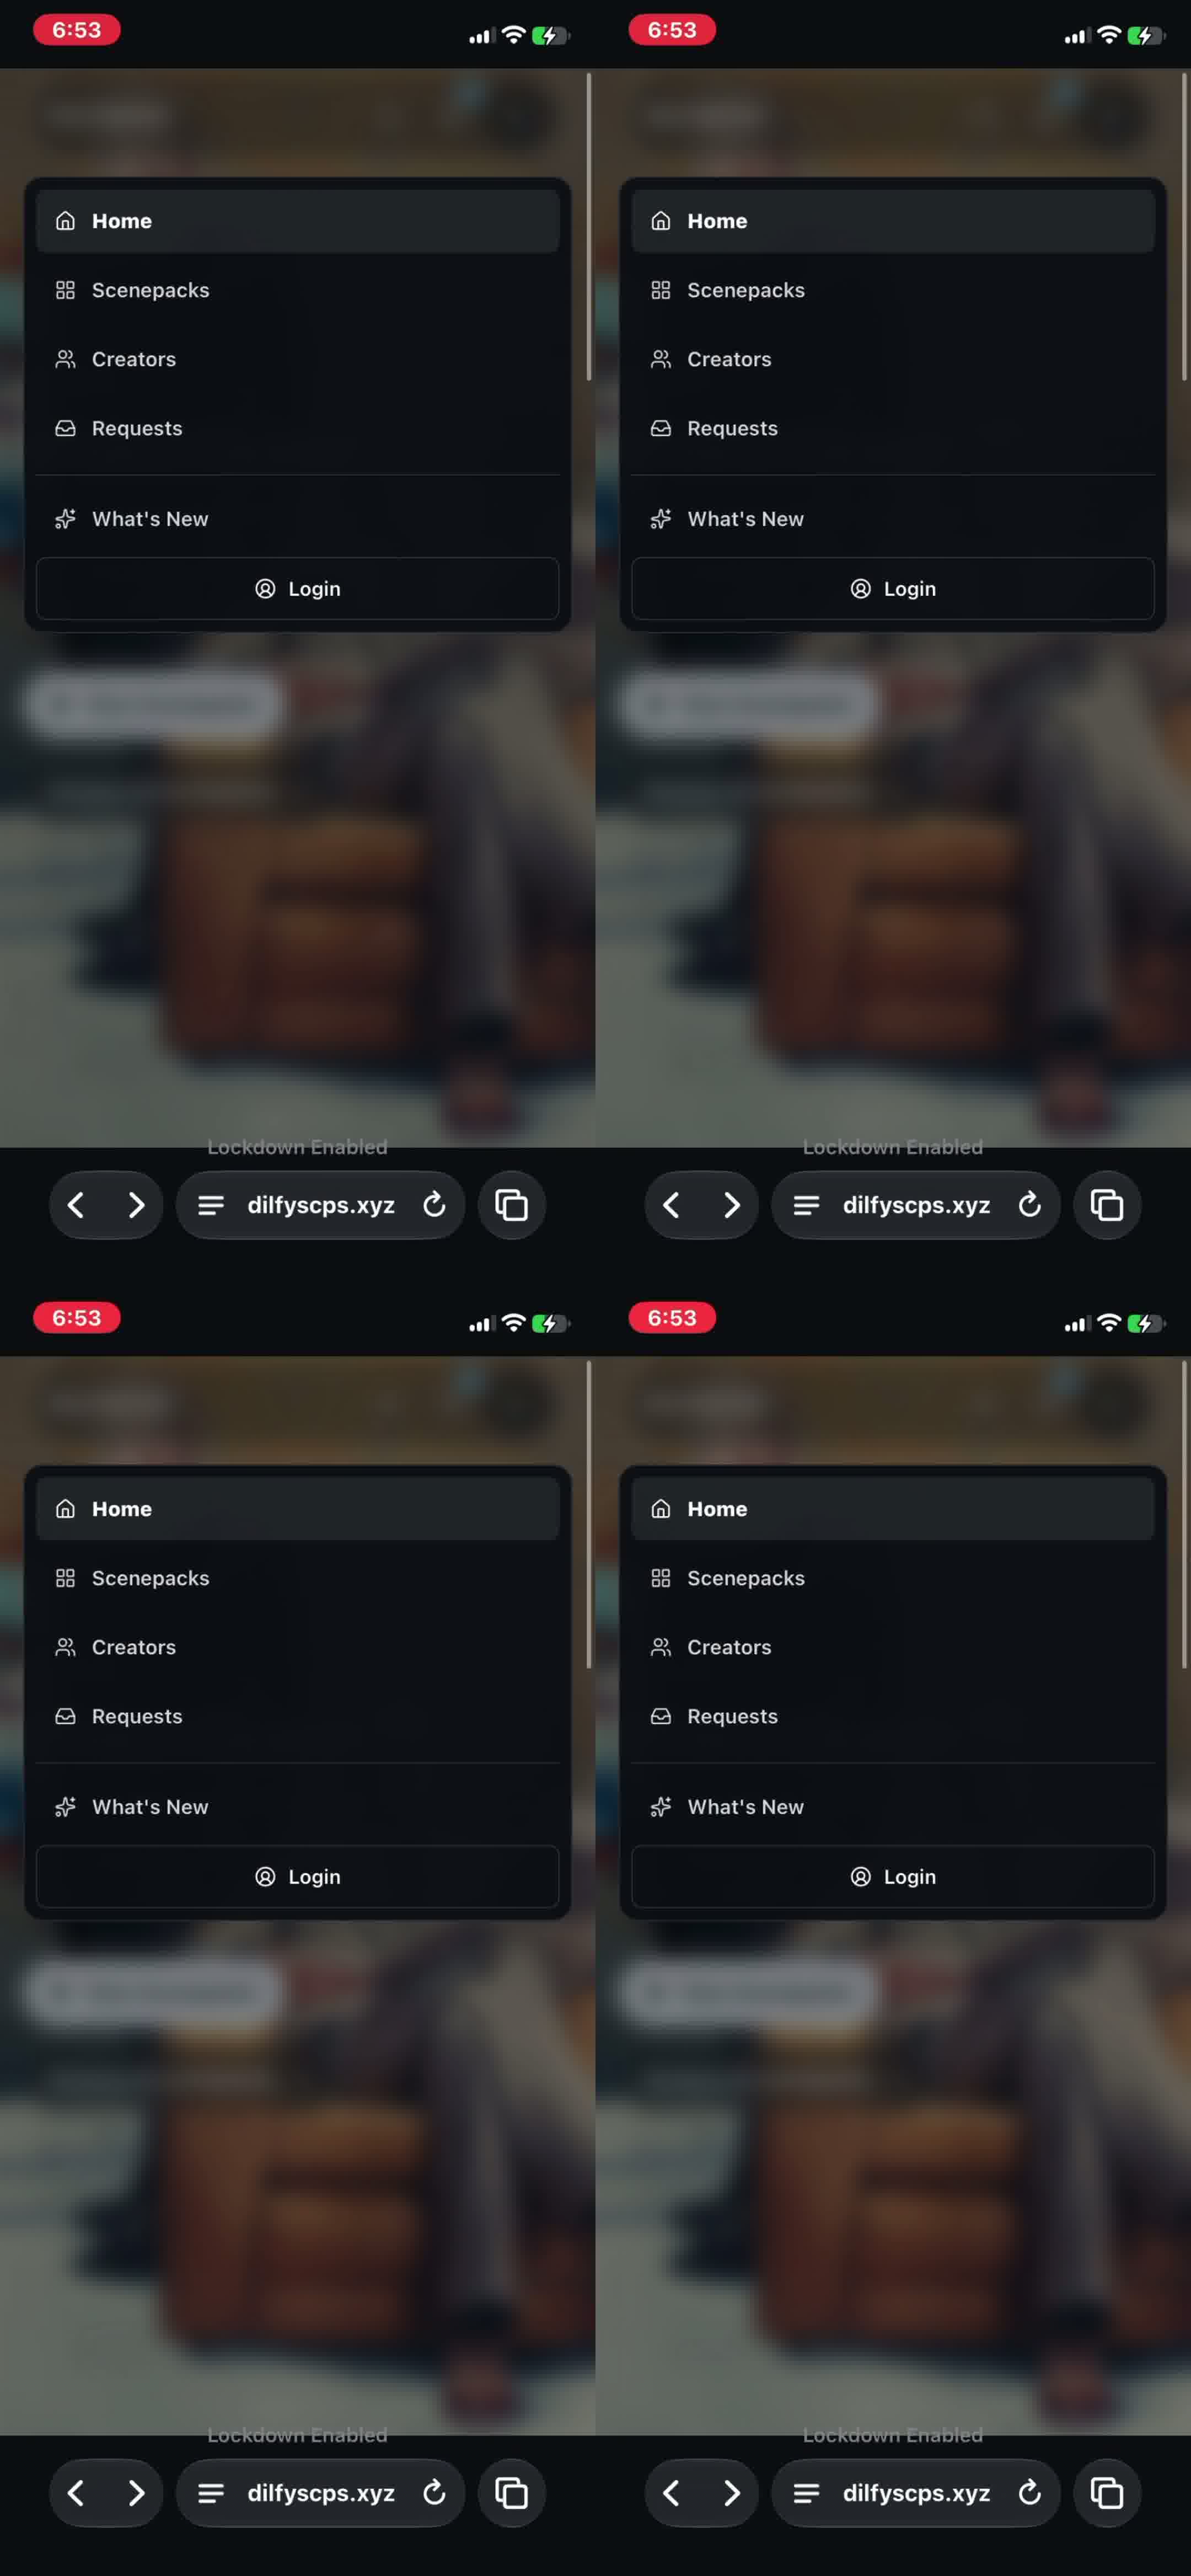 6:53
Home
Scenepacks
Creators
Requests
What's New
Login
Lockdown Enabled
dilfyscps.xyz
6:53
Home
Scenepacks
Creators
Requests
What's New
Login
Lockdown Enabled
dilfyscps.xyz
6:53
Home
Scenepacks
Creators
Requests
What's New
Login
Lockdown Enabled
dilfyscps.xyz
6:53
Home
Scenepacks
Creators
Requests
What's New
Login
Lockdown Enabled
dilfyscps.xyz